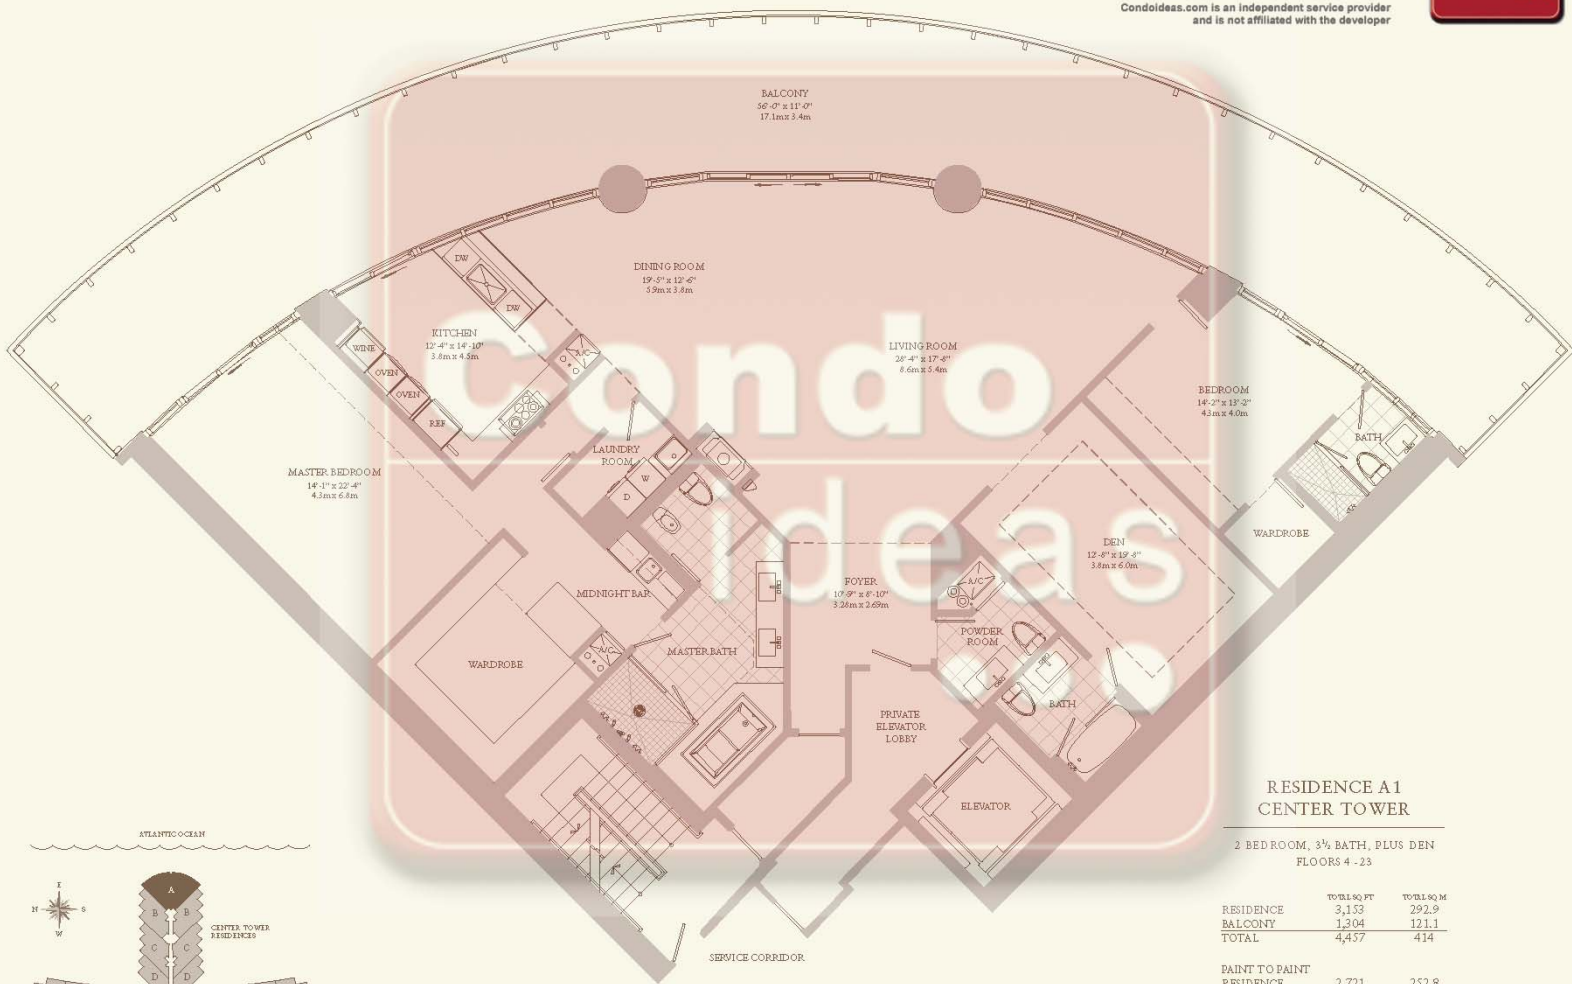 Condoideas.com is an independent service provider
and is not affiliated with the developer
BALCONY
56'-0" x 11'-0"
17.1m x 3.4m
DINING ROOM
19'-5" x 12'-6"
5.9m x 3.8m
DW
DW
KITCHEN
12'-4" x 14'-10"
3.8m x 4.5m
WINE
OVEN
OVEN
REF
A/C
LIVING ROOM
28'-4" x 17'-8"
8.6m x 5.4m
BEDROOM
14'-2" x 13'-2"
4.3m x 4.0m
BATH
WARDROBE
Condo
ideas
MASTER BEDROOM
14'-1" x 22'-4"
4.3m x 6.8m
LAUNDRY
ROOM
W
D
DEN
12'-8" x 19'-8"
3.8m x 6.0m
MIDNIGHT BAR
FOYER
10'-9" x 8'-10"
3.28m x 2.69m
A/C
POWDER
ROOM
WARDROBE
A/C
MASTER BATH
BATH
PRIVATE
ELEVATOR
LOBBY
ELEVATOR
SERVICE CORRIDOR
ATLANTIC OCEAN
E
N
S
W
A
B
B
C
C
D
D
CENTER TOWER
RESIDENCES
RESIDENCE A1
CENTER TOWER
2 BEDROOM, 3½ BATH, PLUS DEN
FLOORS 4 - 23
TOTAL SQ FT TOTAL SQ M
RESIDENCE 3,153 292.9
BALCONY 1,304 121.1
TOTAL 4,457 414
PAINT TO PAINT
RESIDENCE 2,721 252.8